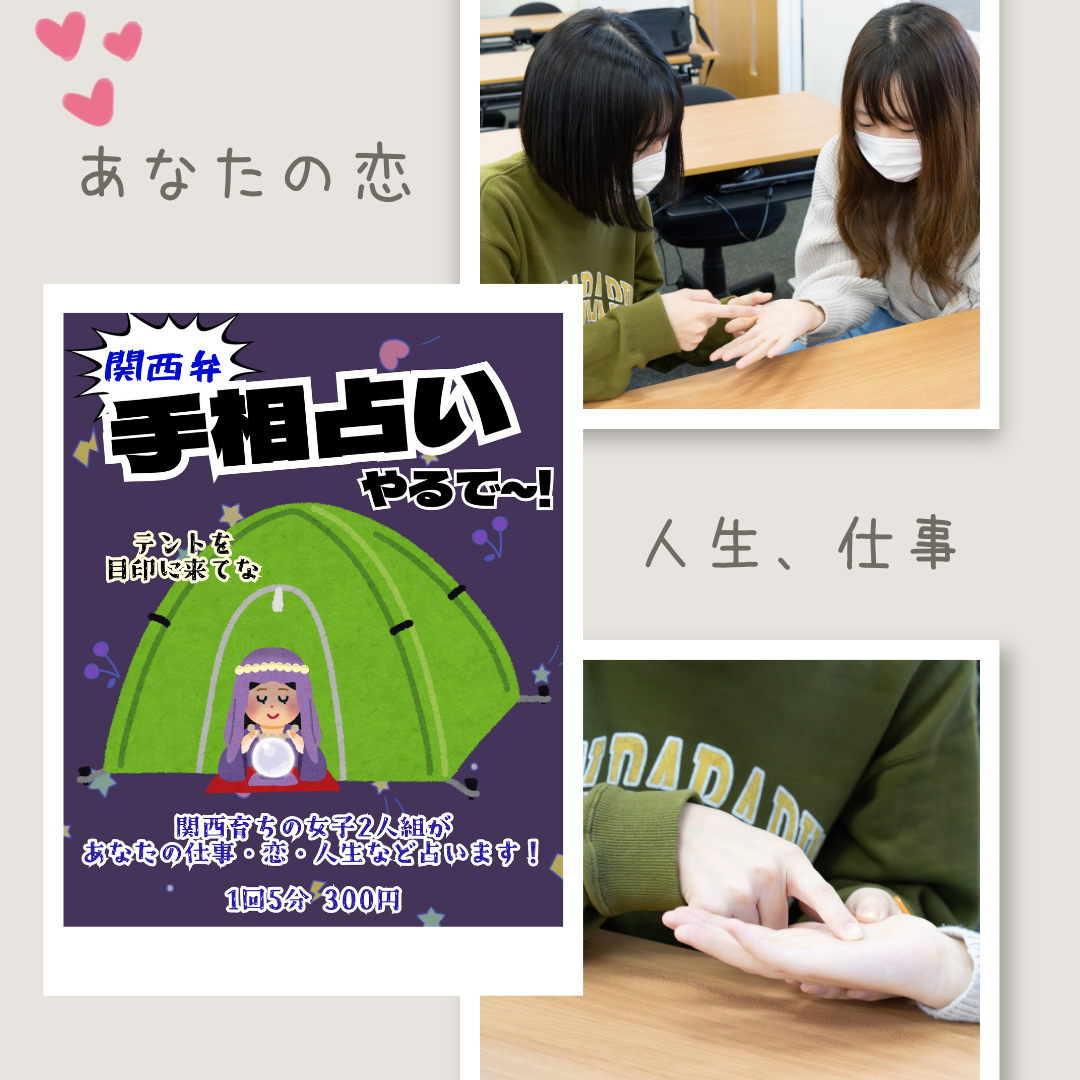 あなたの恋
関西弁
手相占い
やるで～!
テントを
目印に来てな
人生、仕事
関西育ちの女子2人組が
あなたの仕事・恋・人生など占います！
1回5分 300円